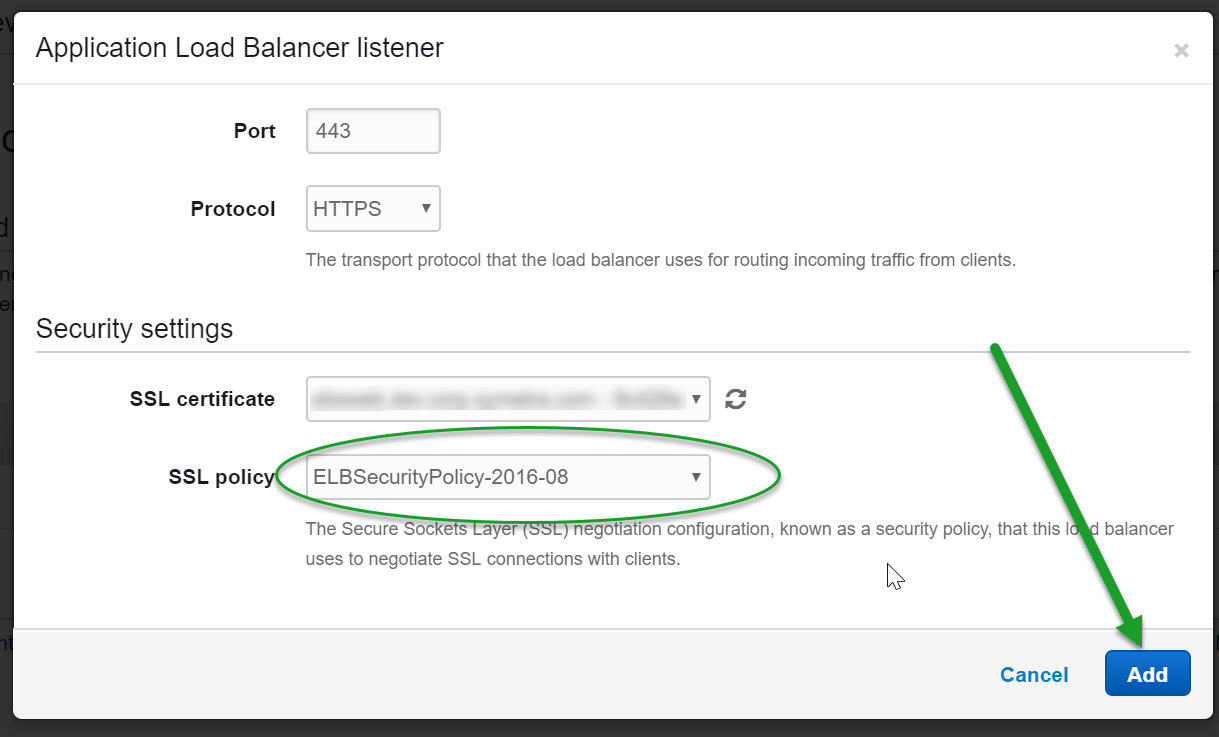 Application Load Balancer listener
×
Port
443
Protocol
HTTPS
The transport protocol that the load balancer uses for routing incoming traffic from clients.
Security settings
SSL certificate
SSL policy
ELBSecurityPolicy-2016-08
The Secure Sockets Layer (SSL) negotiation configuration, known as a security policy, that this load balancer
uses to negotiate SSL connections with clients.
Cancel
Add